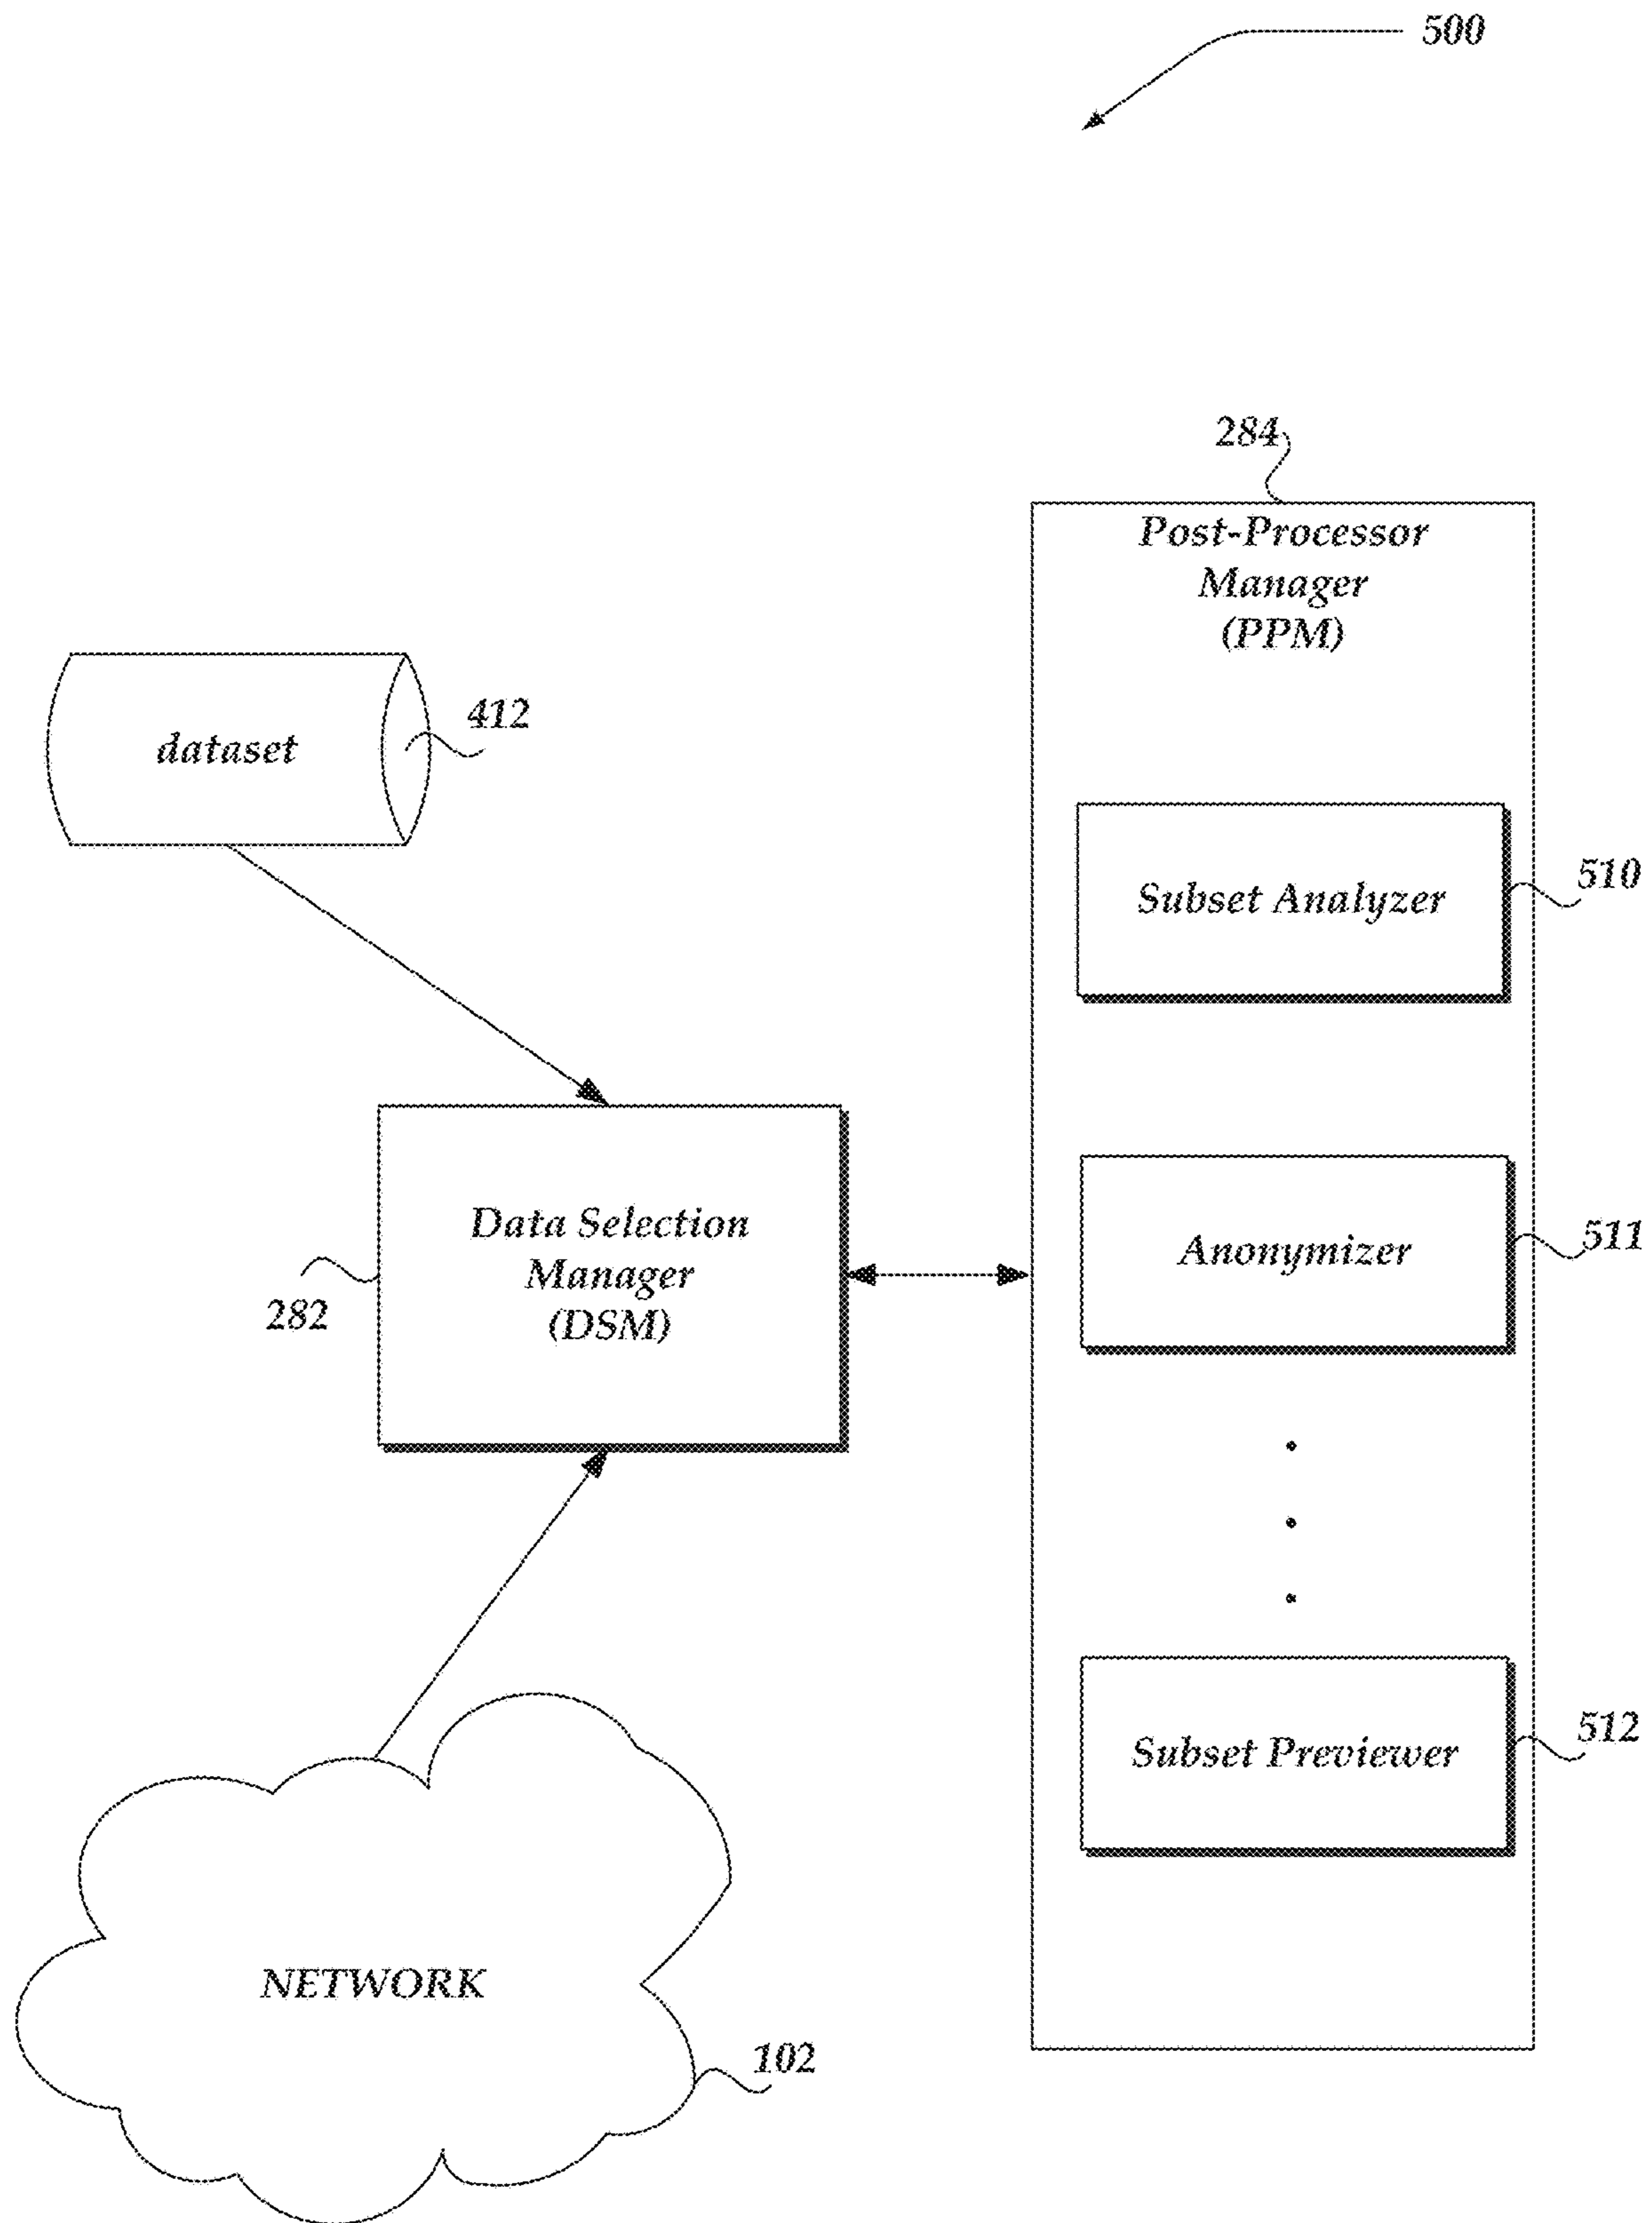 500
284
Post-Processor
Manager
(PPM)
412
dataset
510
Subset Analyzer
Data Selection
Manager
(DSM)
282
511
Anonymizer
512
Subset Previewer
NETWORK
102